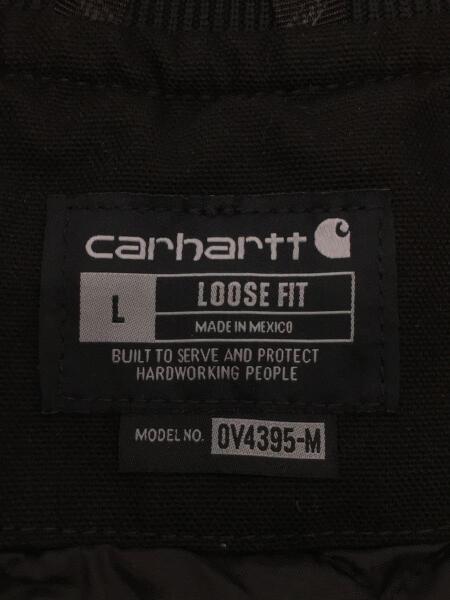 carhartt
L
LOOSE FIT
MADE IN MEXICO
BUILT TO SERVE AND PROTECT
HARDWORKING PEOPLE
MODEL NO. OV4395-M